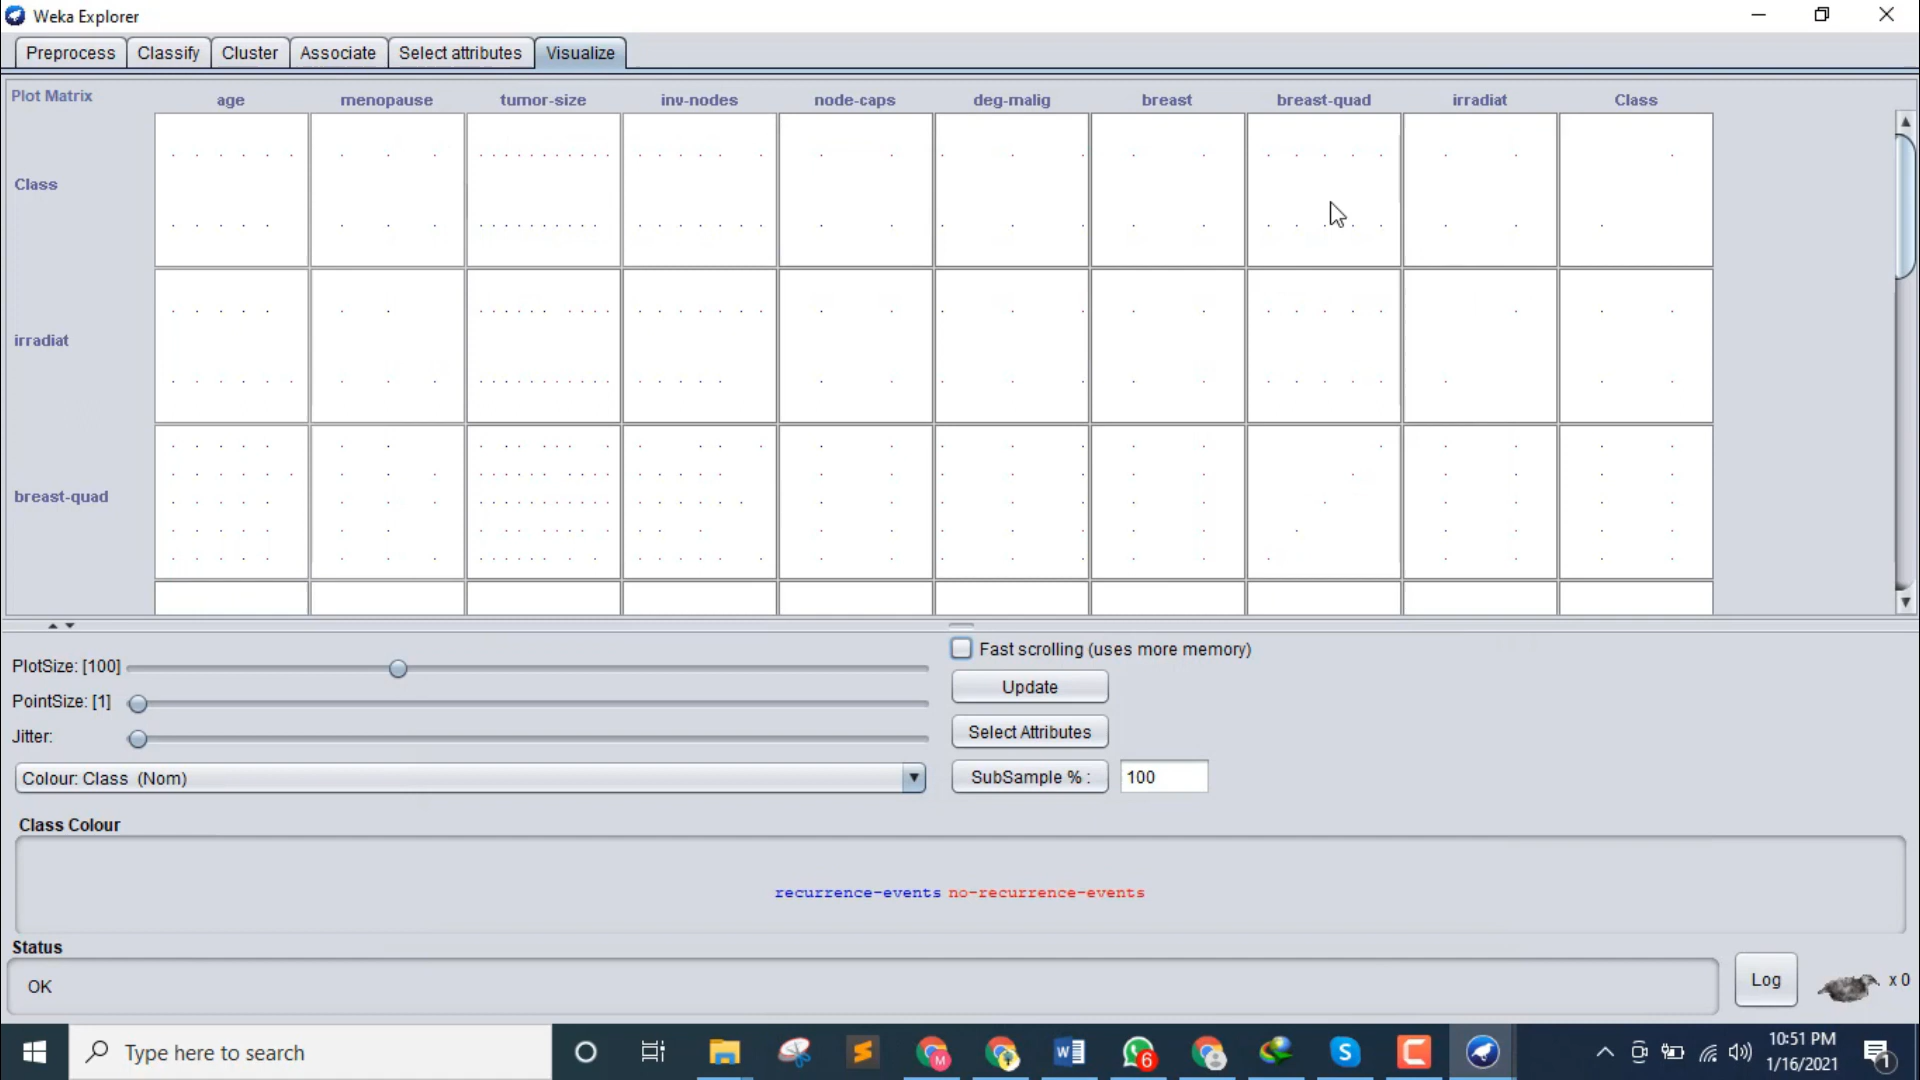 Weka Explorer
Preprocess Classify Cluster Associate Select attributes Visualize
Plot Matrix age menopause tumor-size inv-nodes node-caps deg-malig breast breast-quad irradiat Class
Class
irradiat
breast-quad
PlotSize: [100]
PointSize: [1]
Jitter:
Colour: Class (Nom)
Fast scrolling (uses more memory)
Update
Select Attributes
SubSample % : 100
Class Colour
recurrence-events no-recurrence-events
Status
OK
Log x 0
Type here to search
M
6
S
10:51 PM
1/16/2021
1